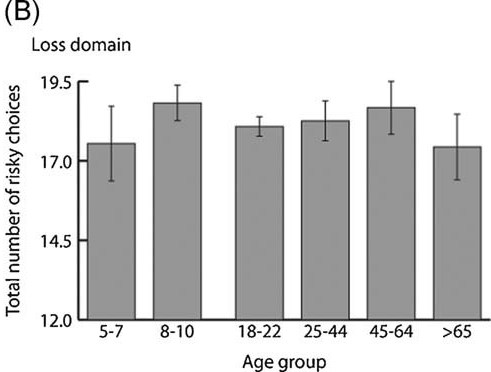 (B)
Loss domain
Total number of risky choices
19.5
17.0
14.5
12.0
5-7 8-10 18-22 25-44 45-64 >65
Age group